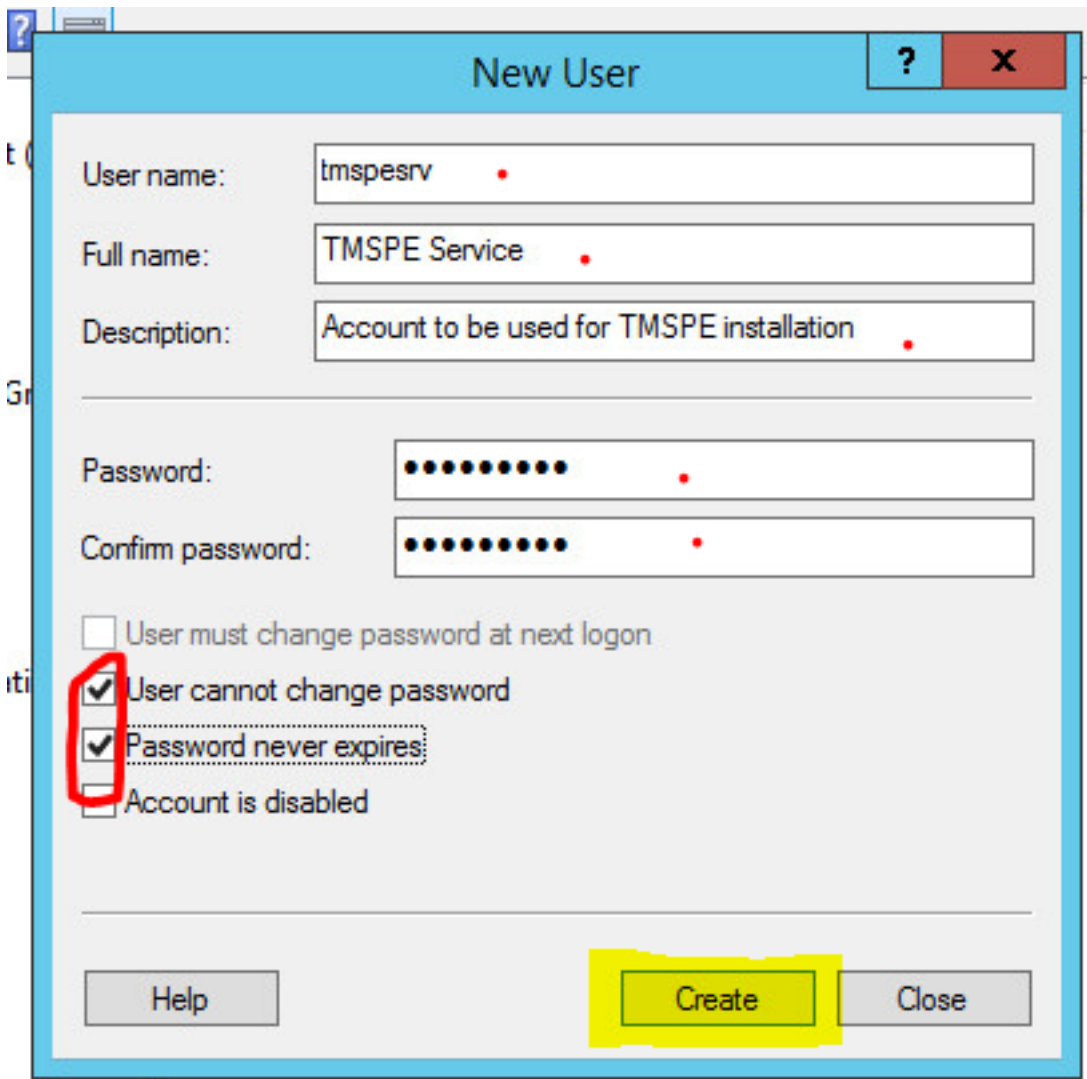 ?
New User
?
x
t (
User name:
tmspesrv
Full name:
TMSPE Service
Description:
Account to be used for TMSPE installation
Gr
Password:
•••••••••
Confirm password:
•••••••••
User must change password at next logon
ati
User cannot change password
Password never expires
Account is disabled
Help
Create
Close